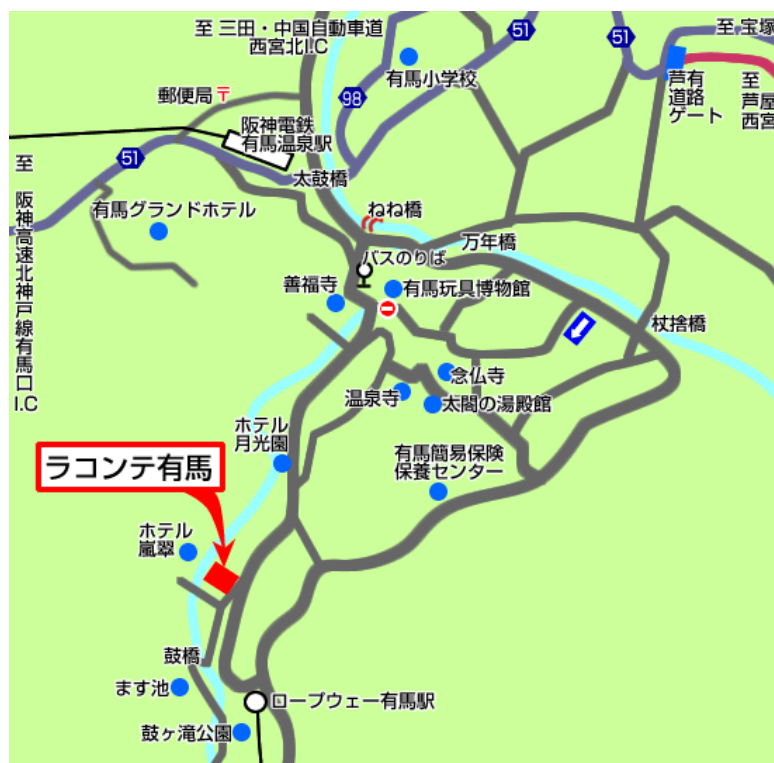 至 三田・中国自動車道
西宮北I.C
51
51
至 宝塚
有馬小学校
芦有
道路
ゲート
至
芦屋
西宮
郵便局〒
98
阪神電鉄
有馬温泉駅
51
太鼓橋
至 阪神高速北神戸線有馬口I.C
有馬グランドホテル
ねね橋
万年橋
バスのりば
善福寺
有馬玩具博物館
杖捨橋
念仏寺
温泉寺
太閤の湯殿館
ホテル
月光園
有馬簡易保険
保養センター
ラコンテ有馬
ホテル
嵐翠
鼓橋
ます池
ロープウェー有馬駅
鼓ヶ滝公園